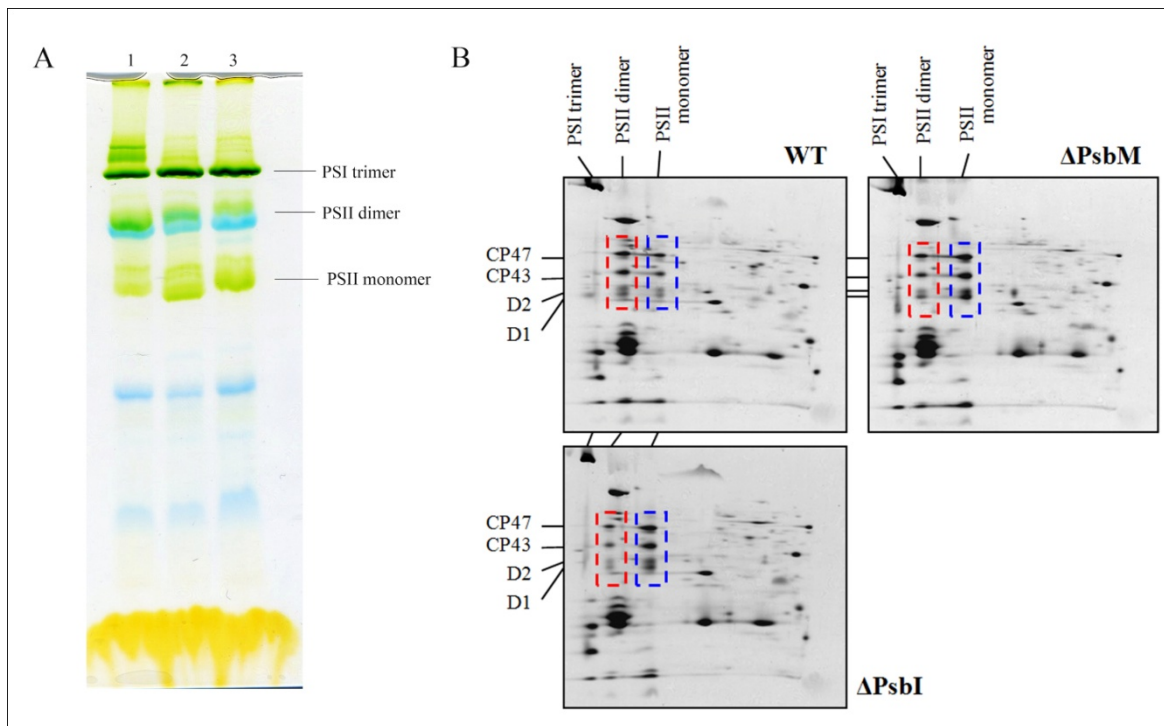 A
1 2 3
PSI trimer
PSII dimer
PSII monomer
B
PSI trimer
PSII dimer
PSII
monomer
WT
PSI trimer
PSII dimer
PSII
monomer
ΔPsbM
CP47
CP43
D2
D1
CP47
CP43
D2
D1
ΔPsbI